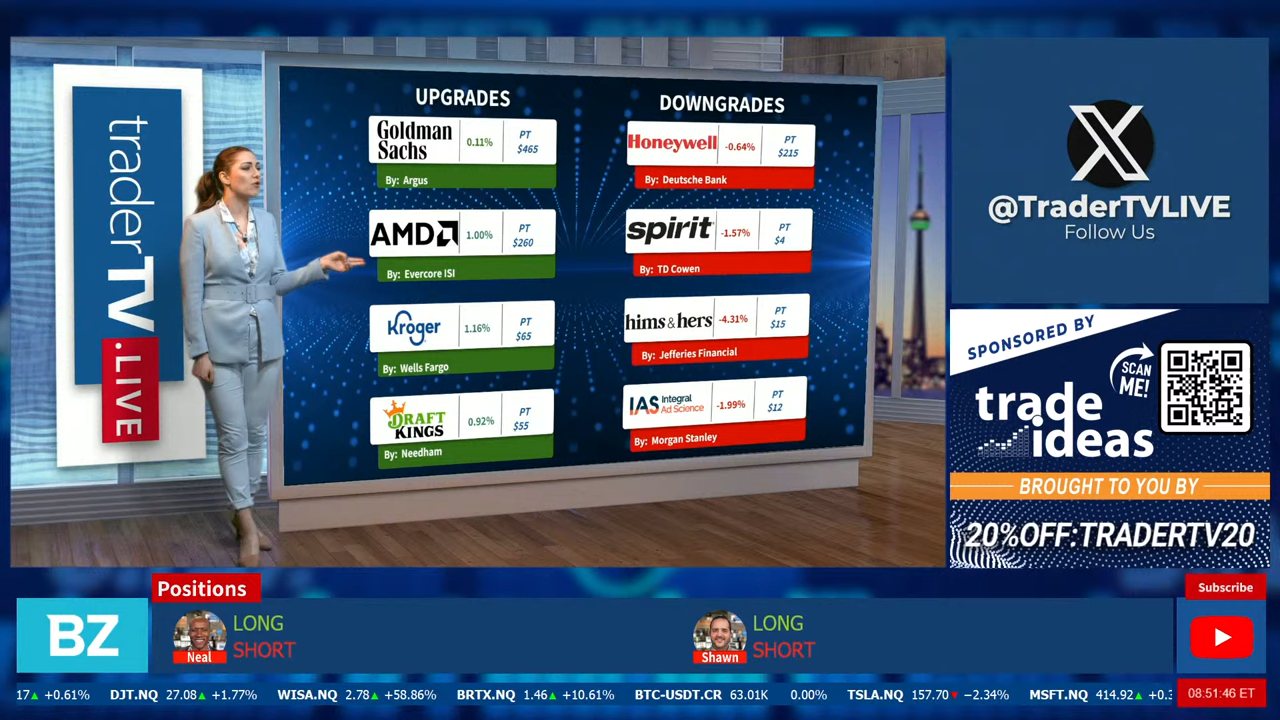 traderTV.LIVE
UPGRADES
Goldman
Sachs
0.11%
PT
$465
By: Argus
AMD
1.00%
PT
$260
By: Evercore ISI
Kroger
1.16%
PT
$65
By: Wells Fargo
DRAFT
KINGS
0.92%
PT
$55
By: Needham
DOWNGRADES
Honeywell
-0.64%
PT
$215
By: Deutsche Bank
spirit
-1.57%
PT
$4
By: TD Cowen
hims & hers
-4.31%
PT
$15
By: Jefferies Financial
IAS Integral
Ad Science
-1.99%
PT
$12
By: Morgan Stanley
X
@TraderTVLIVE
Follow Us
SPONSORED BY
SCAN
ME!
trade
ideas
BROUGHT TO YOU BY
20%OFF:TRADERTV20
Positions
Subscribe
BZ
Neal
LONG
SHORT
Shawn
LONG
SHORT
17▲ +0.61% DJT.NQ 27.08▲ +1.77% WISA.NQ 2.78▲ +58.86% BRTX.NQ 1.46▲ +10.61% BTC-USDT.CR 63.01K 0.00% TSLA.NQ 157.70▼ −2.34% MSFT.NQ 414.92▲ +0.3
08:51:46 ET